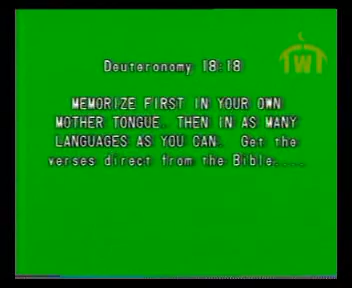 Deuteronomy 18:18
MEMORIZE FIRST IN YOUR OWN
MOTHER TONGUE. THEN IN AS MANY
LANGUAGES AS YOU CAN. Get the
verses direct from the Bible.....